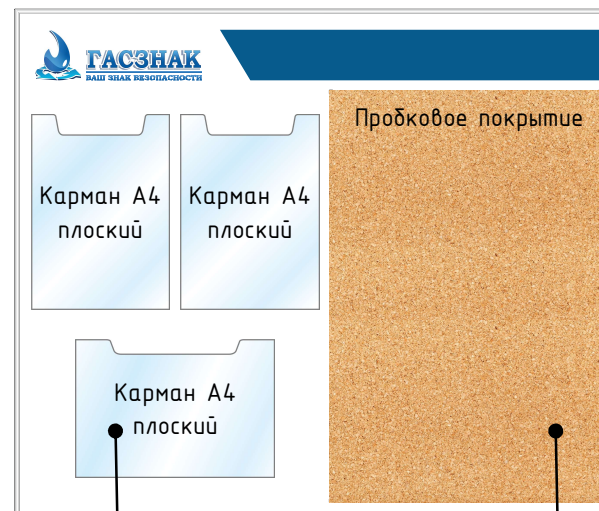 ГАСЗНАК
ВАШ ЗНАК БЕЗОПАСНОСТИ
Пробковое покрытие
Карман А4
плоский
Карман А4
плоский
Карман А4
плоский